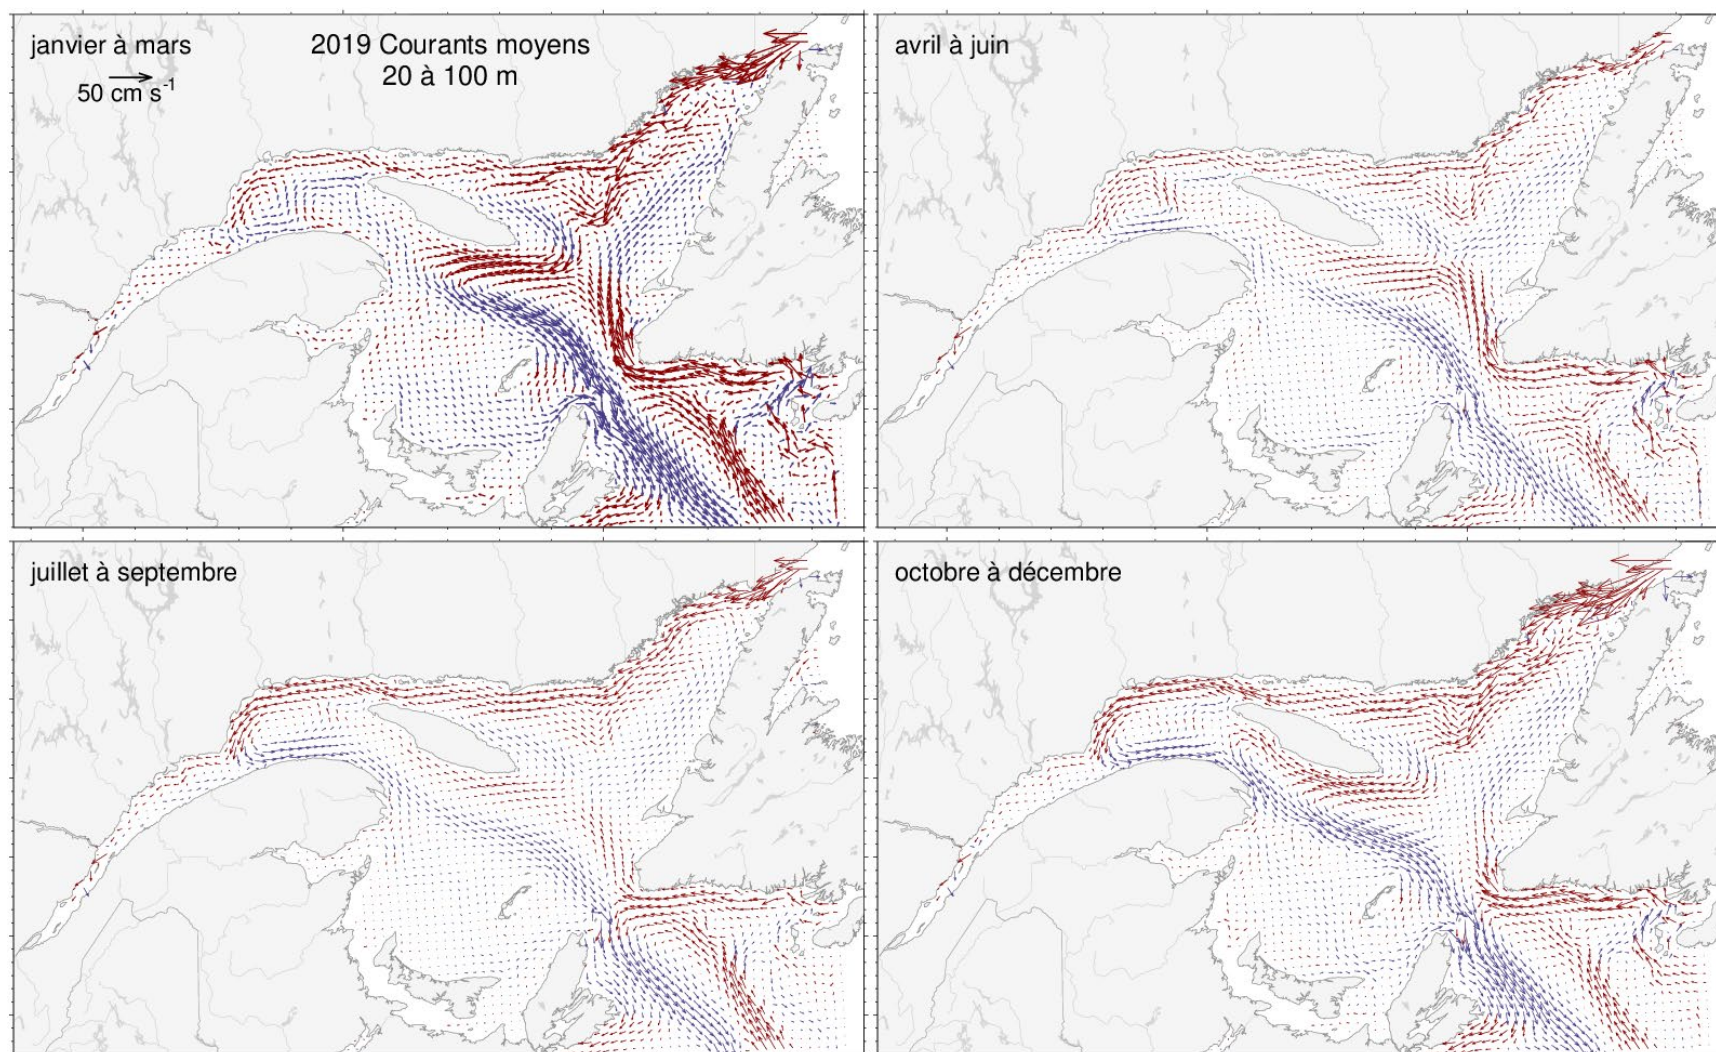 janvier à mars
2019 Courants moyens
20 à 100 m
50 cm s⁻¹
avril à juin
juillet à septembre
octobre à décembre